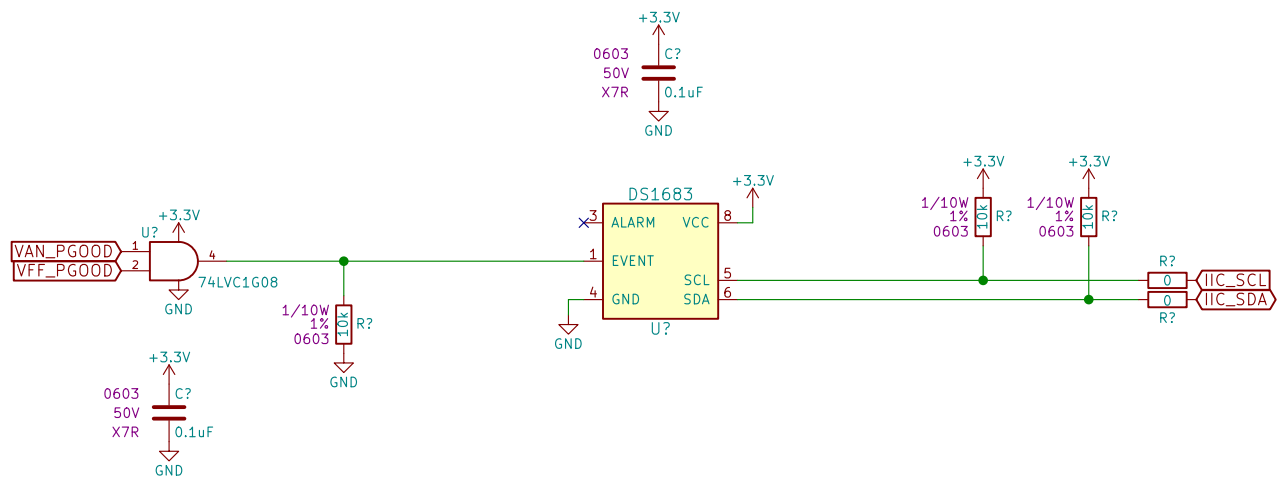 +3.3V
0603
C?
50V
X7R
0.1uF
GND
+3.3V
+3.3V
1/10W
1%
0603
10k
R?
1/10W
1%
0603
10k
R?
+3.3V
DS1683
3
ALARM
VCC
8
1
EVENT
SCL
5
4
GND
SDA
6
U?
GND
+3.3V
U?
VAN_PGOOD
1
VFF_PGOOD
2
4
74LVC1G08
GND
R?
0
IIC_SCL
0
IIC_SDA
R?
1/10W
1%
0603
10k
R?
GND
+3.3V
0603
C?
50V
X7R
0.1uF
GND